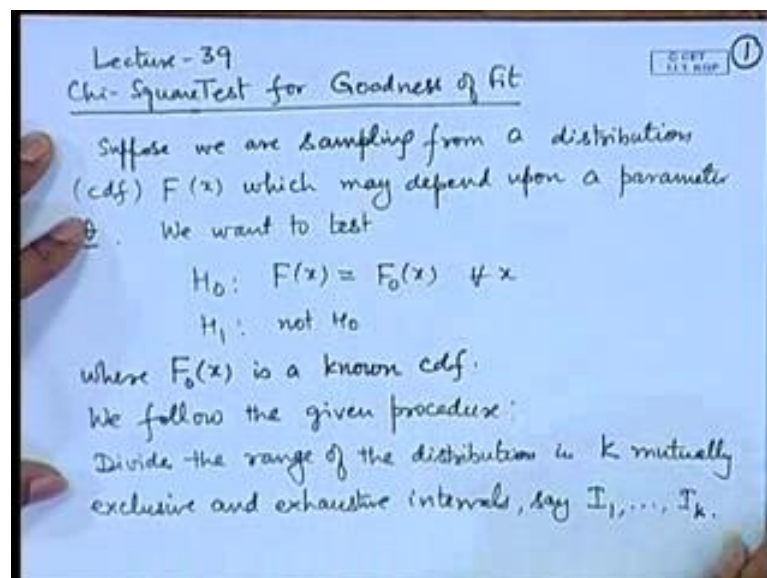 Lecture-39
Chi-Square Test for Goodness of fit
© CET
I.I.T. KGP
1
Suppose we are sampling from a distribution
(cdf) F(x) which may depend upon a parameter
θ. We want to test
H₀: F(x) = F₀(x) ∀ x
H₁: not H₀
where F₀(x) is a known cdf.
We follow the given procedure:
Divide the range of the distribution in k mutually
exclusive and exhaustive intervals, say I₁,..., Iₖ.